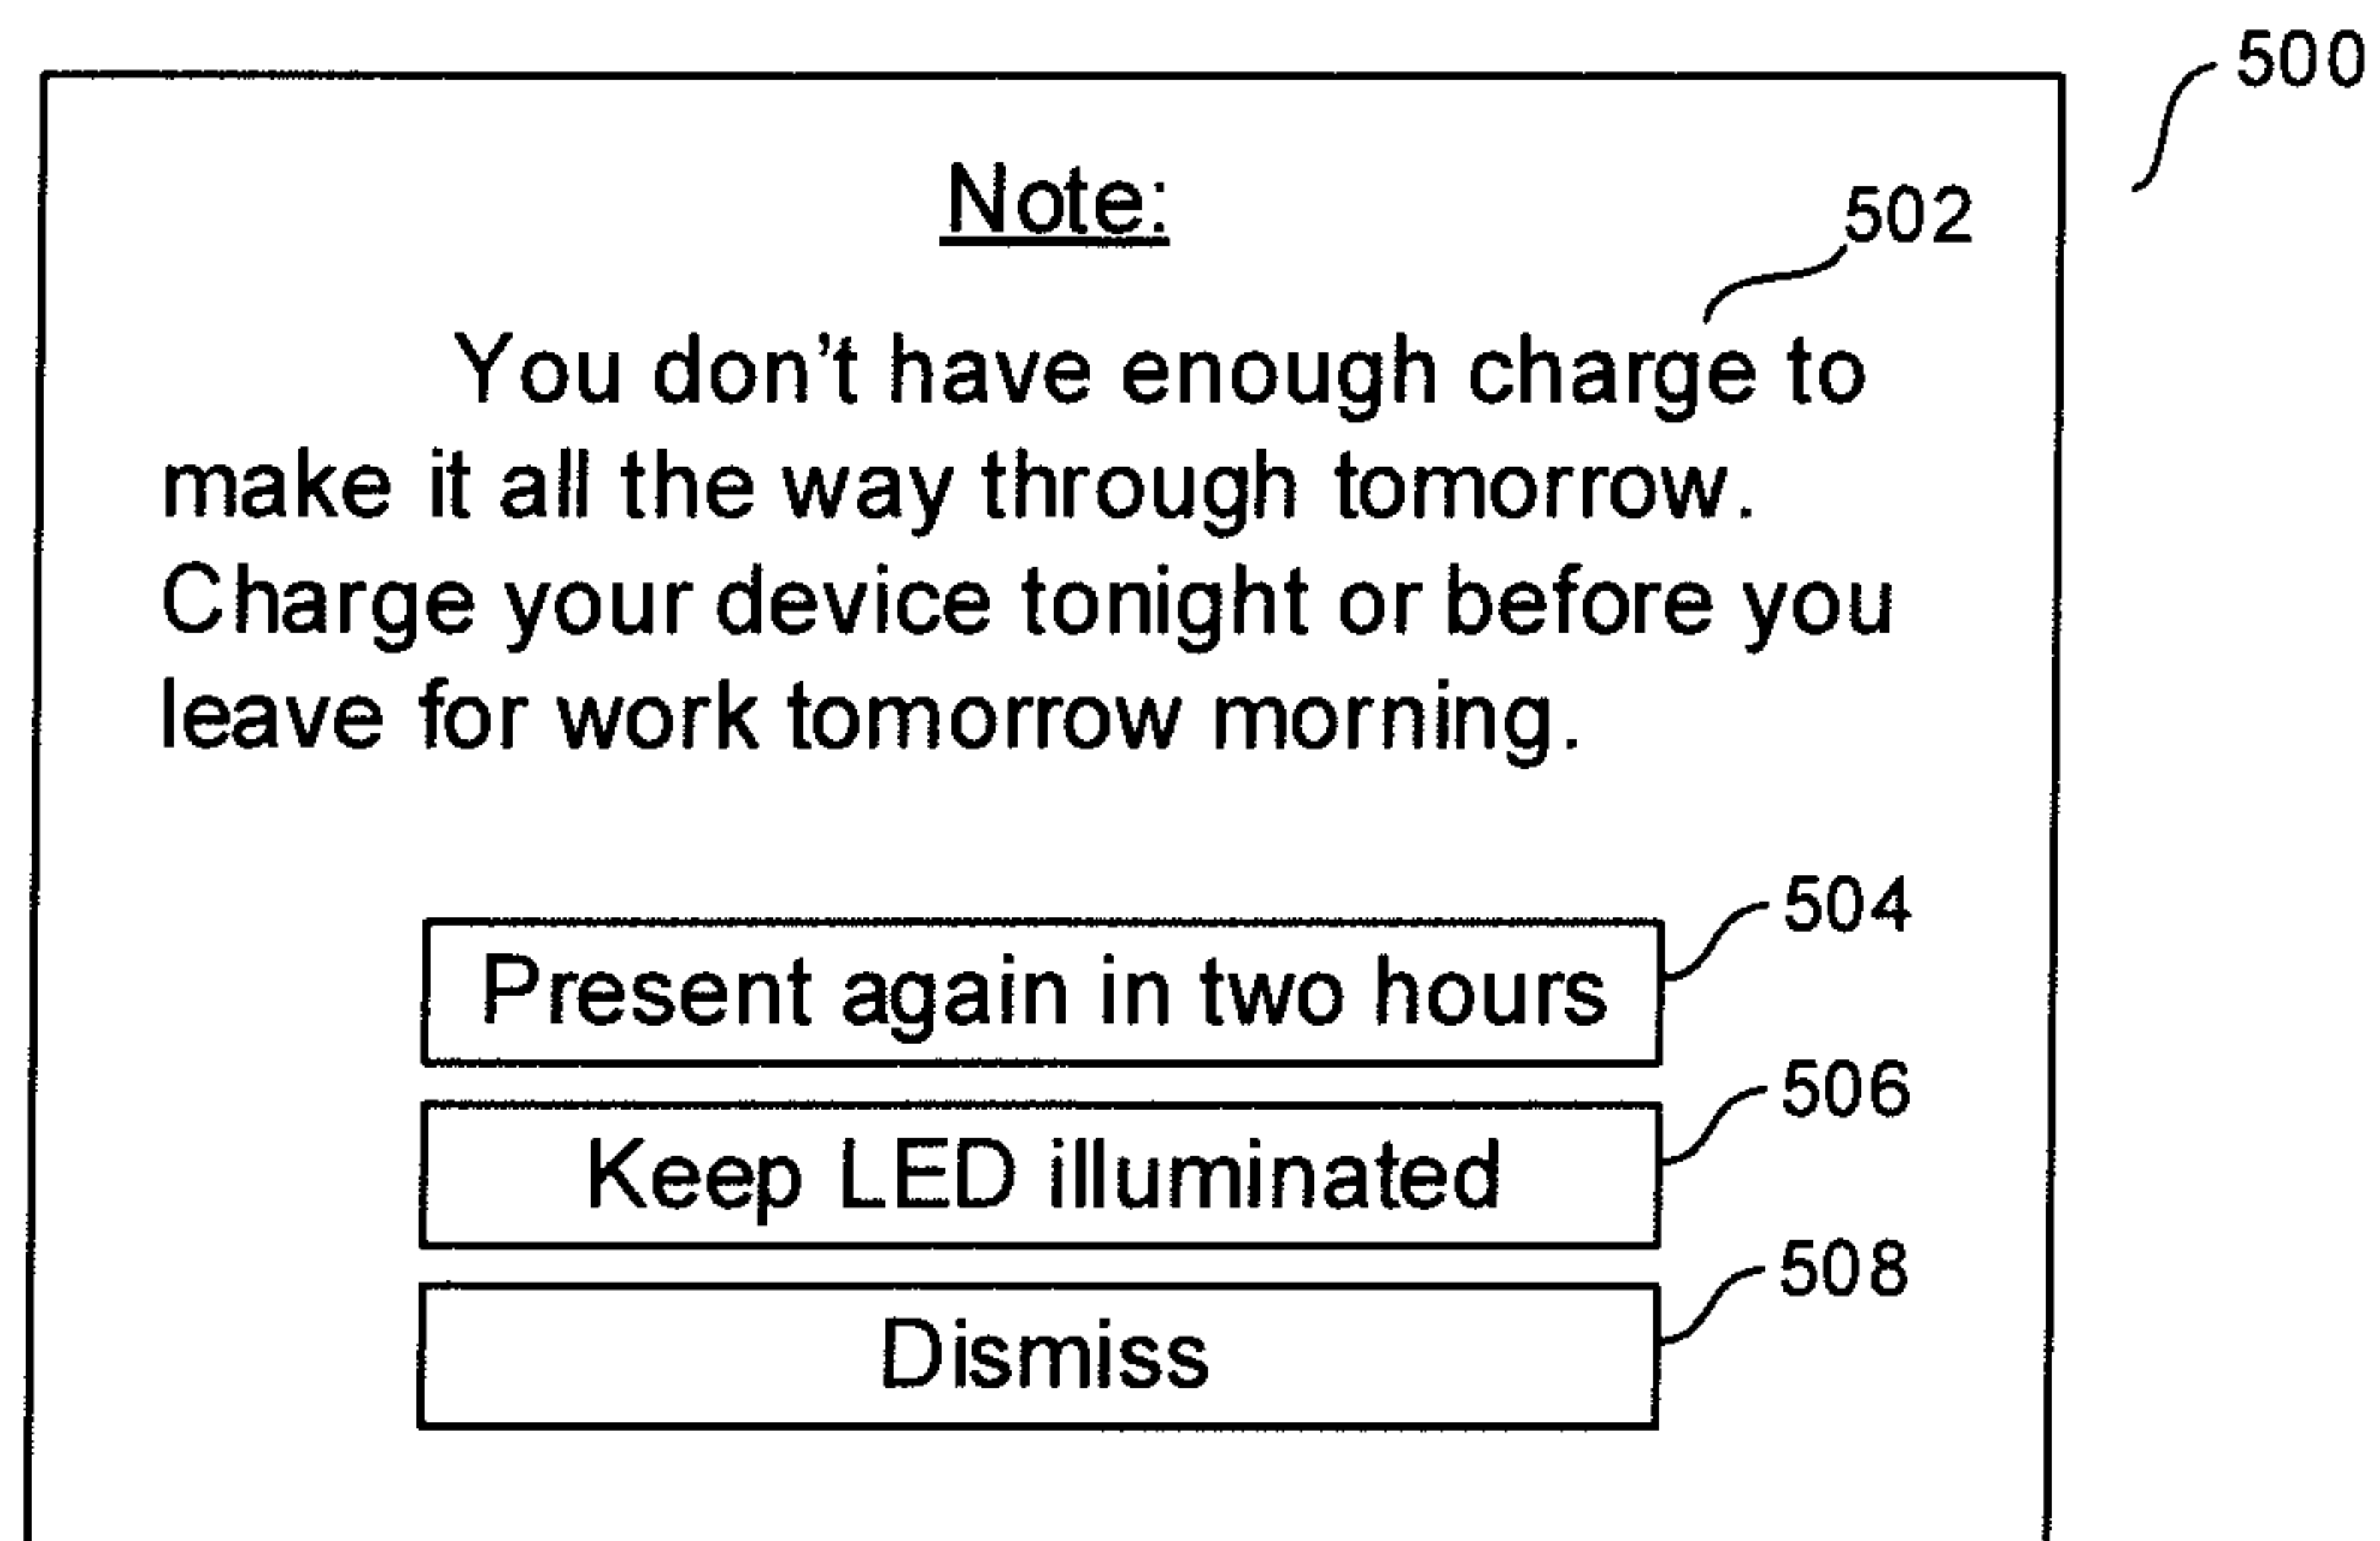 500
Note:
502
You don't have enough charge to
make it all the way through tomorrow.
Charge your device tonight or before you
leave for work tomorrow morning.
504
Present again in two hours
506
Keep LED illuminated
508
Dismiss